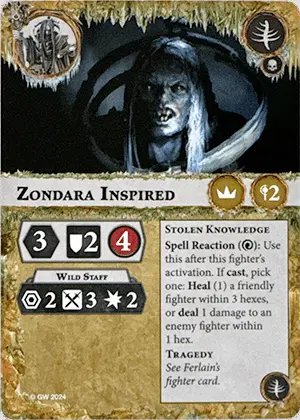 Zondara Inspired
2
3 2 4
Wild Staff
2 3 2
Stolen Knowledge
Spell Reaction ( ): Use
this after this fighter's
activation. If cast, pick
one: Heal (1) a friendly
fighter within 3 hexes,
or deal 1 damage to an
enemy fighter within
1 hex.
Tragedy
See Ferlain's
fighter card.
© GW 2024